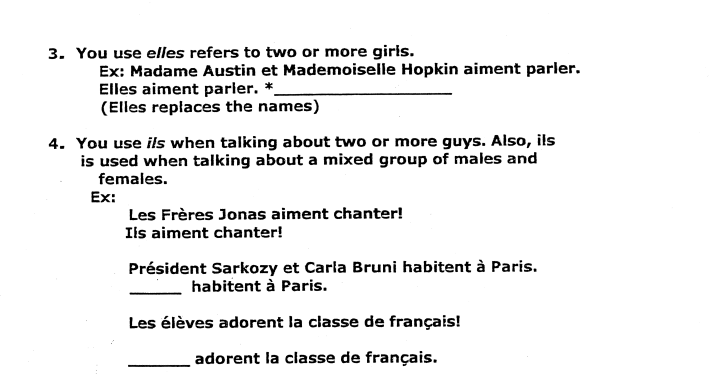 3. You use elles refers to two or more girls.
Ex: Madame Austin et Mademoiselle Hopkin aiment parler.
Elles aiment parler. *____________________
(Elles replaces the names)
4. You use ils when talking about two or more guys. Also, ils
is used when talking about a mixed group of males and
females.
Ex:
Les Frères Jonas aiment chanter!
Ils aiment chanter!
Président Sarkozy et Carla Bruni habitent à Paris.
______ habitent à Paris.
Les élèves adorent la classe de français!
_______ adorent la classe de français.